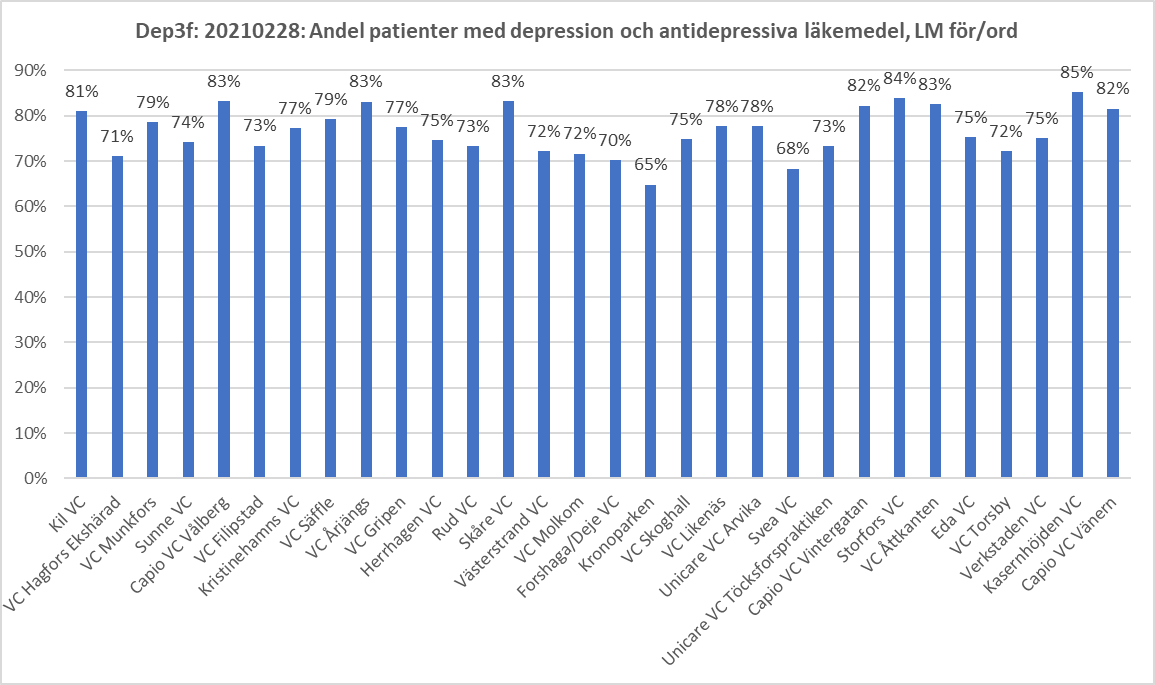 Dep3f: 20210228: Andel patienter med depression och antidepressiva läkemedel, LM för/ord
90%
80%
70%
60%
50%
40%
30%
20%
10%
0%
81%
71%
79%
74%
83%
73%
77%
79%
83%
77%
75%
73%
83%
72%
72%
70%
65%
75%
78%
78%
68%
73%
82%
84%
83%
75%
72%
75%
85%
82%
Kil VC
VC Hagfors Ekshärad
VC Munkfors
Sunne VC
Capio VC Vålberg
VC Filipstad
Kristinehamns VC
VC Säffle
VC Årjängs
VC Gripen
Herrhagen VC
Rud VC
Skåre VC
Västerstrand VC
VC Molkom
Forshaga/Deje VC
Kronoparken
VC Skoghall
VC Likenäs
Unicare VC Arvika
Svea VC
Unicare VC Töcksforspraktiken
Capio VC Vintergatan
Storfors VC
VC Åttkanten
Eda VC
VC Torsby
Verkstaden VC
Kasernhöjden VC
Capio VC Vänern